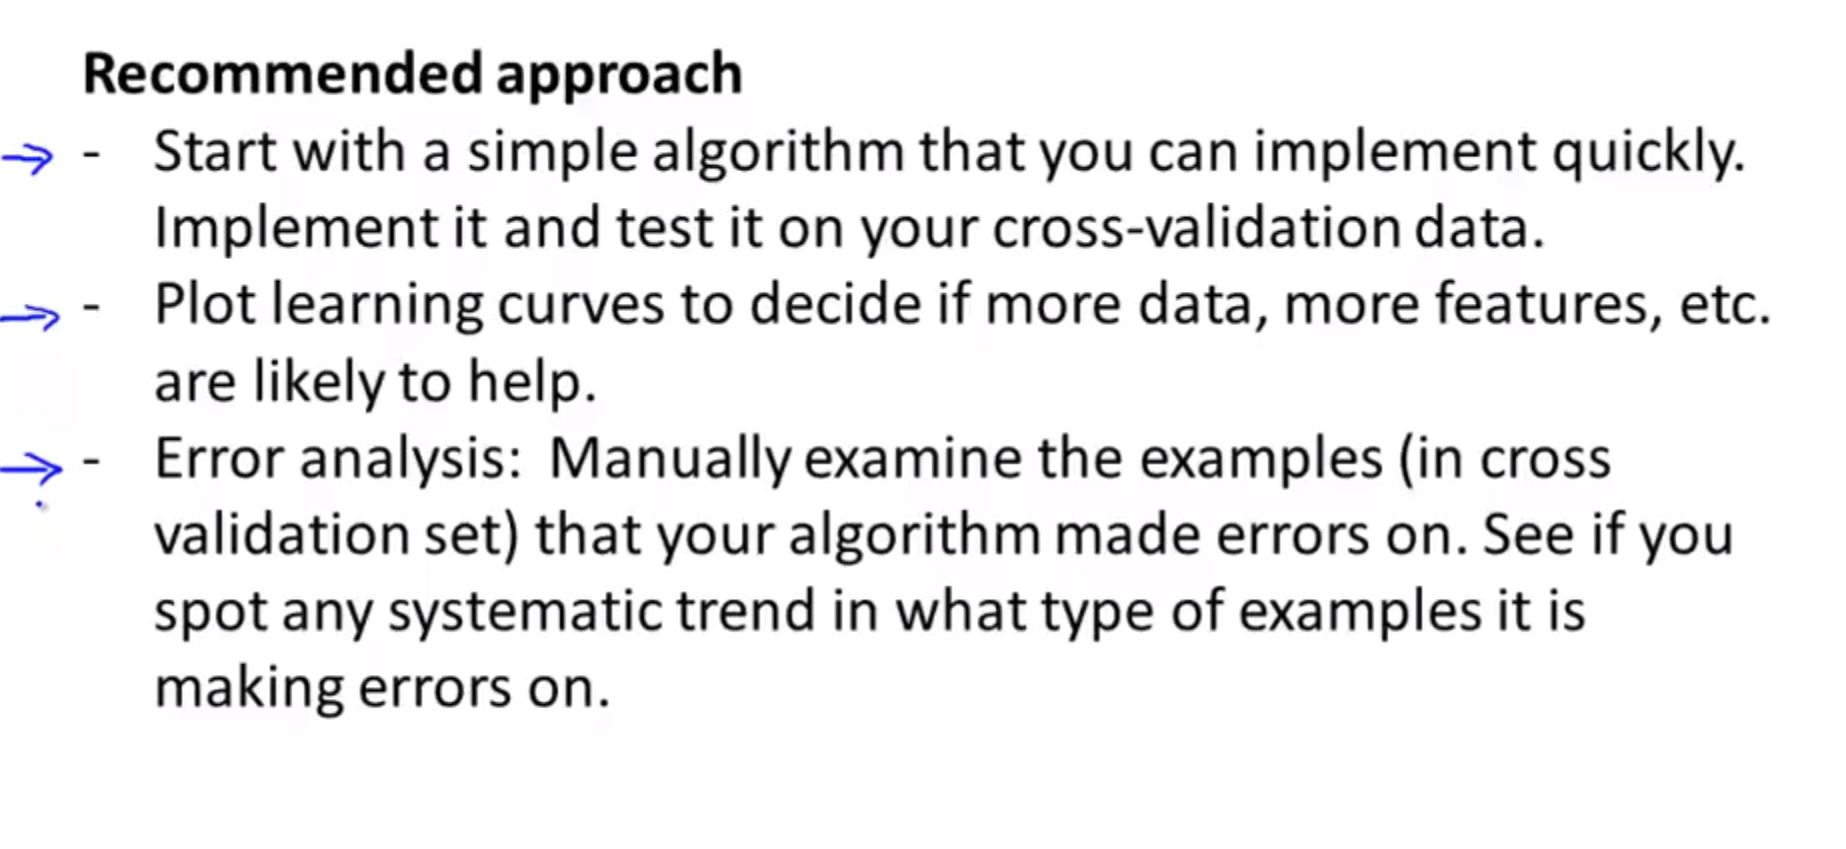 Recommended approach
- Start with a simple algorithm that you can implement quickly.
Implement it and test it on your cross-validation data.
- Plot learning curves to decide if more data, more features, etc.
are likely to help.
- Error analysis: Manually examine the examples (in cross
validation set) that your algorithm made errors on. See if you
spot any systematic trend in what type of examples it is
making errors on.